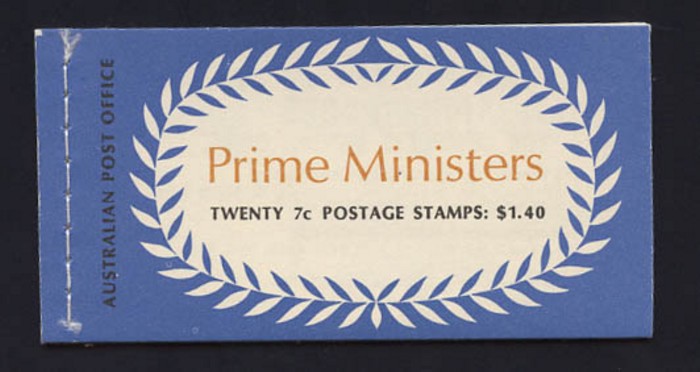 AUSTRALIAN POST OFFICE
Prime Ministers
TWENTY 7c POSTAGE STAMPS: $1.40